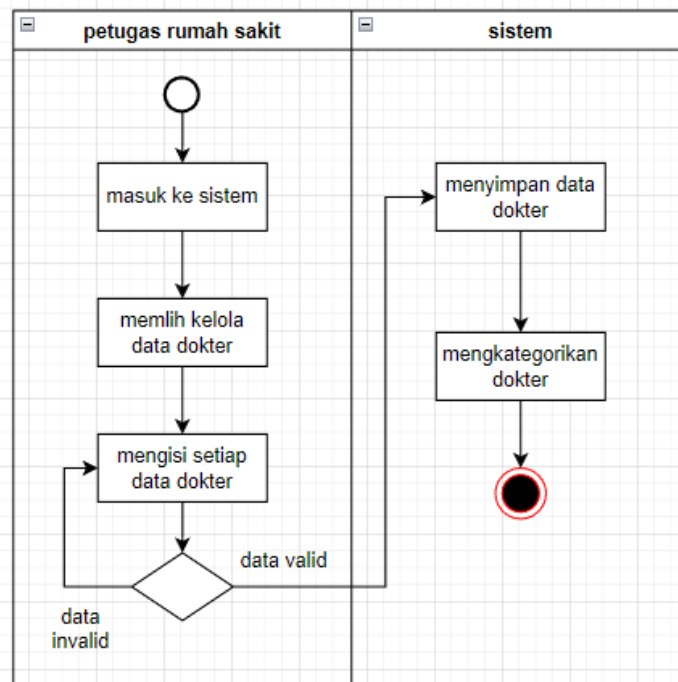 petugas rumah sakit
sistem
masuk ke sistem
memlih kelola
data dokter
mengisi setiap
data dokter
data valid
data
invalid
menyimpan data
dokter
mengkategorikan
dokter